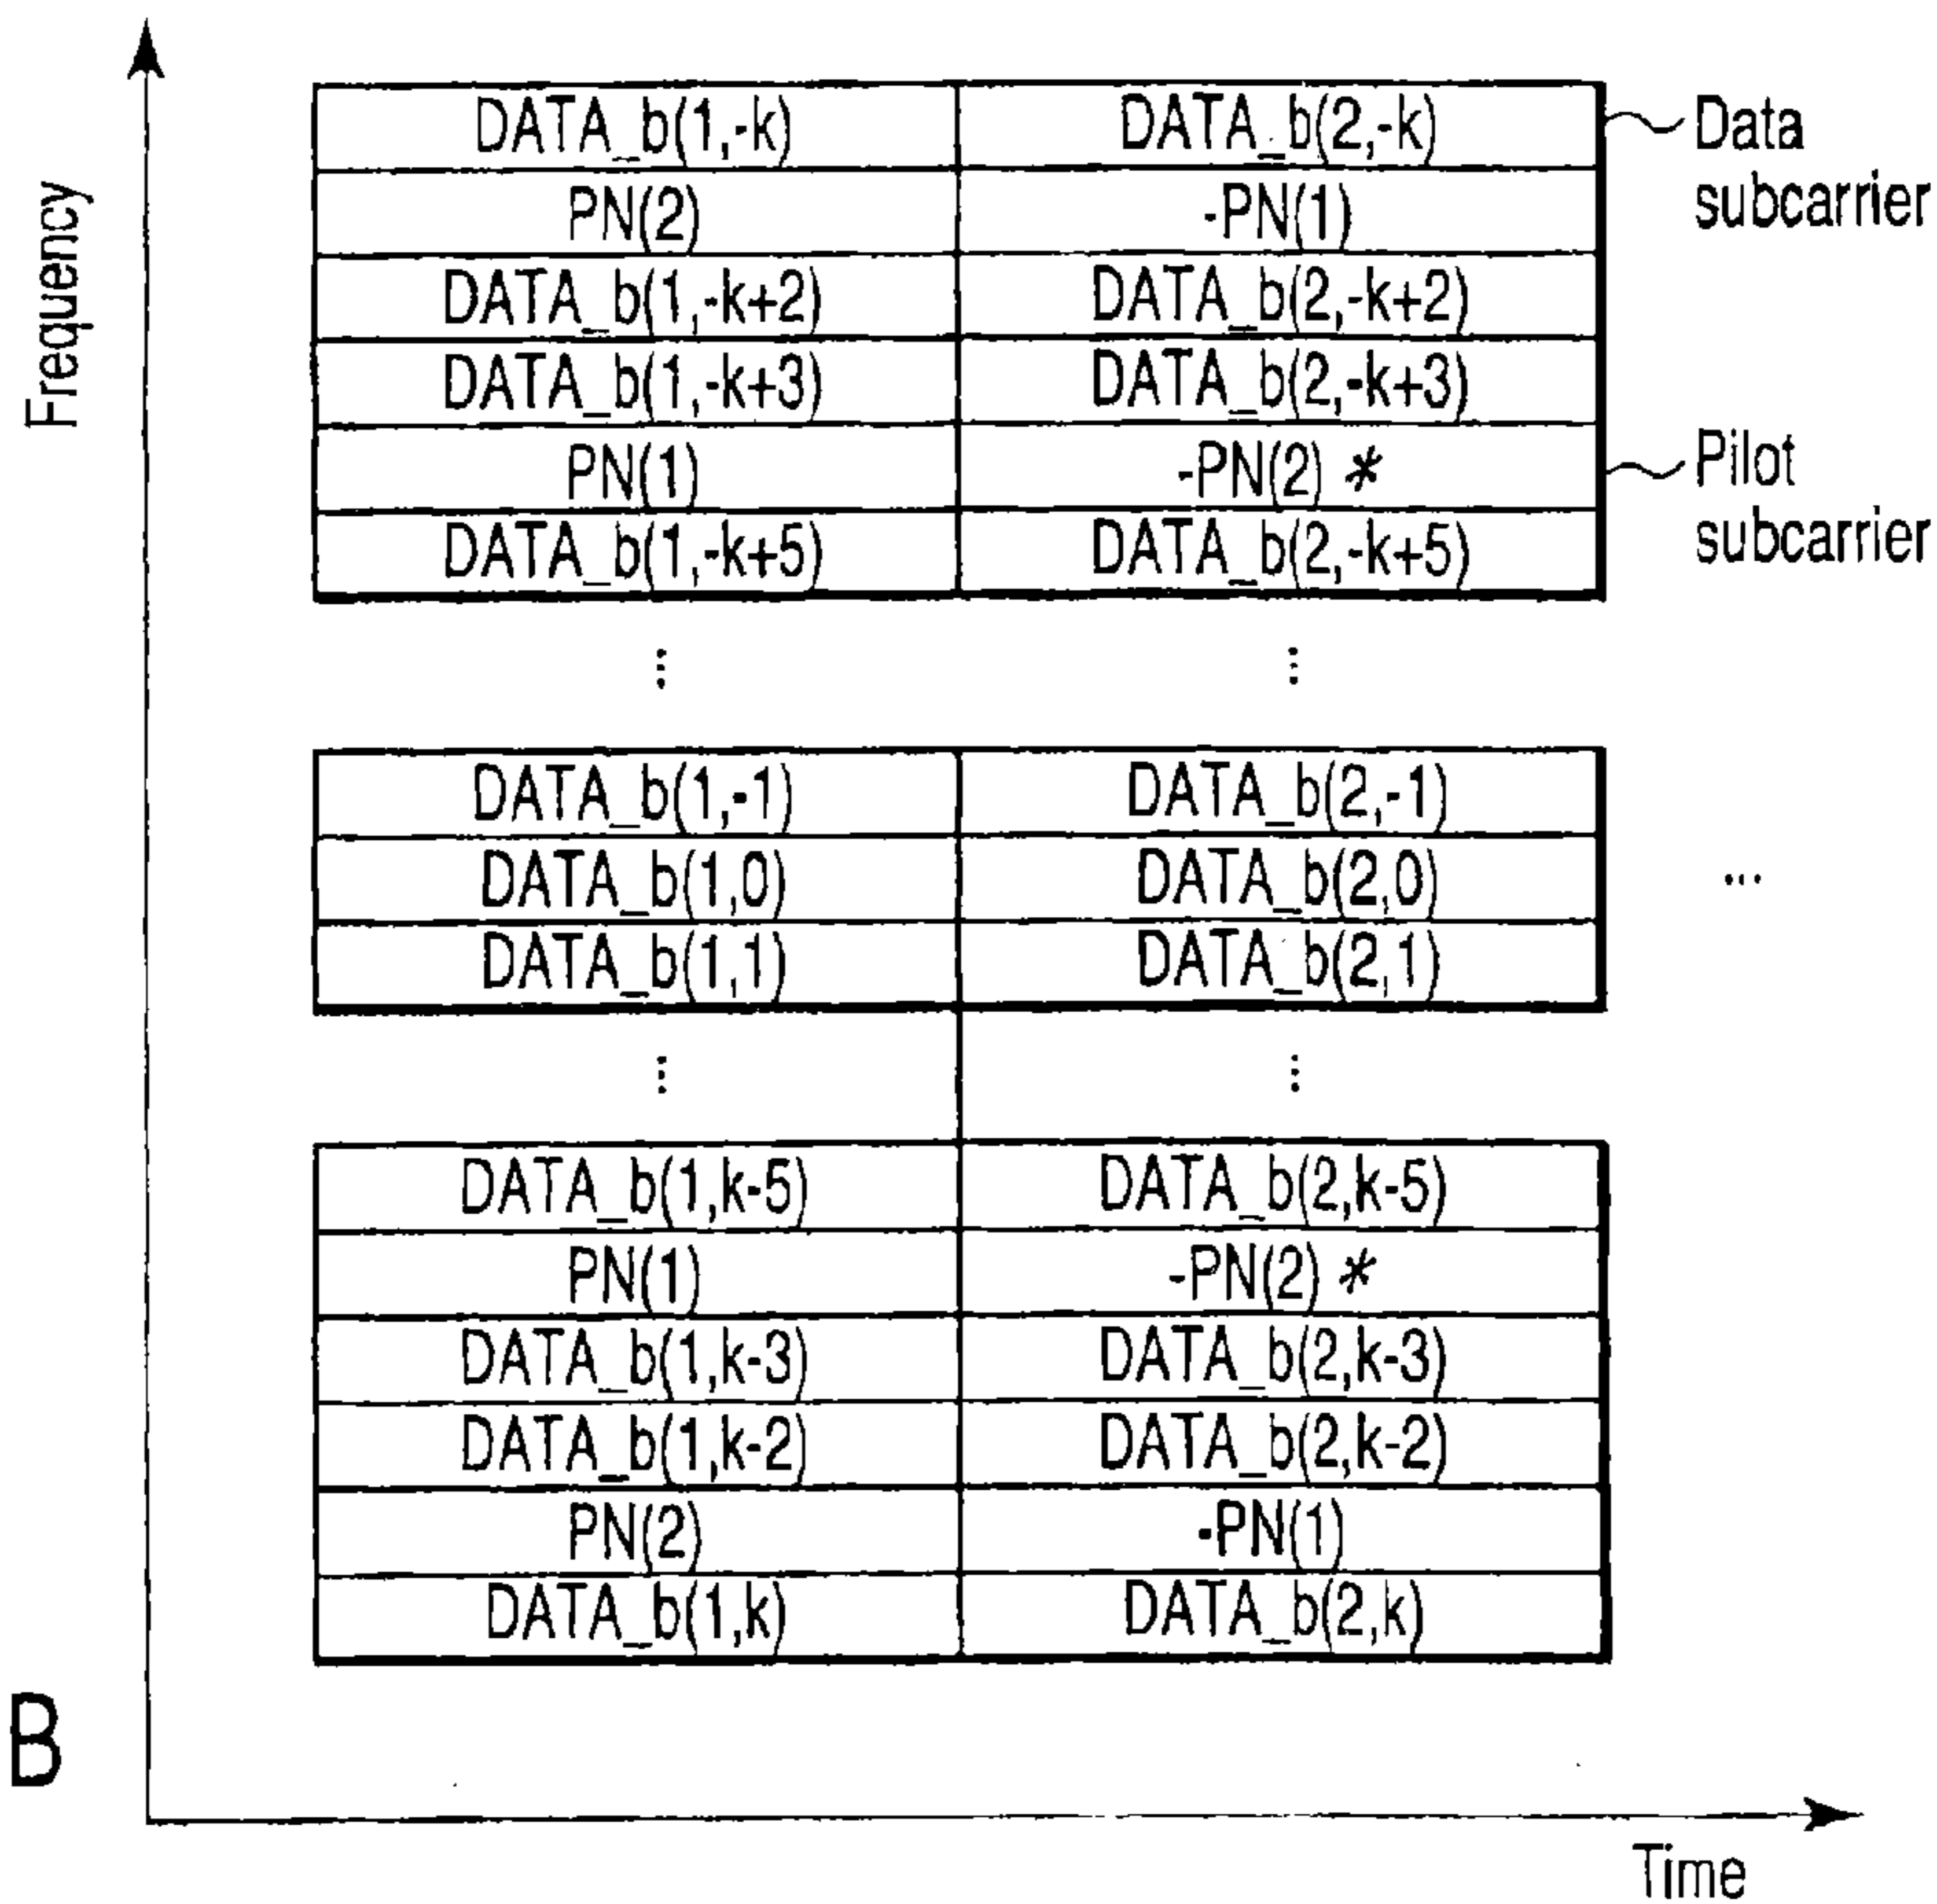 Frequency
DATA_b(1,-k) DATA_b(2,-k) Data
PN(2) -PN(1) subcarrier
DATA_b(1,-k+2) DATA_b(2,-k+2)
DATA_b(1,-k+3) DATA_b(2,-k+3)
PN(1) -PN(2) * Pilot
DATA_b(1,-k+5) DATA_b(2,-k+5) subcarrier
⋮ ⋮
DATA_b(1,-1) DATA_b(2,-1)
DATA_b(1,0) DATA_b(2,0) ...
DATA_b(1,1) DATA_b(2,1)
⋮ ⋮
DATA_b(1,k-5) DATA_b(2,k-5)
PN(1) -PN(2) *
DATA_b(1,k-3) DATA_b(2,k-3)
DATA_b(1,k-2) DATA_b(2,k-2)
PN(2) -PN(1)
DATA_b(1,k) DATA_b(2,k)
B
Time